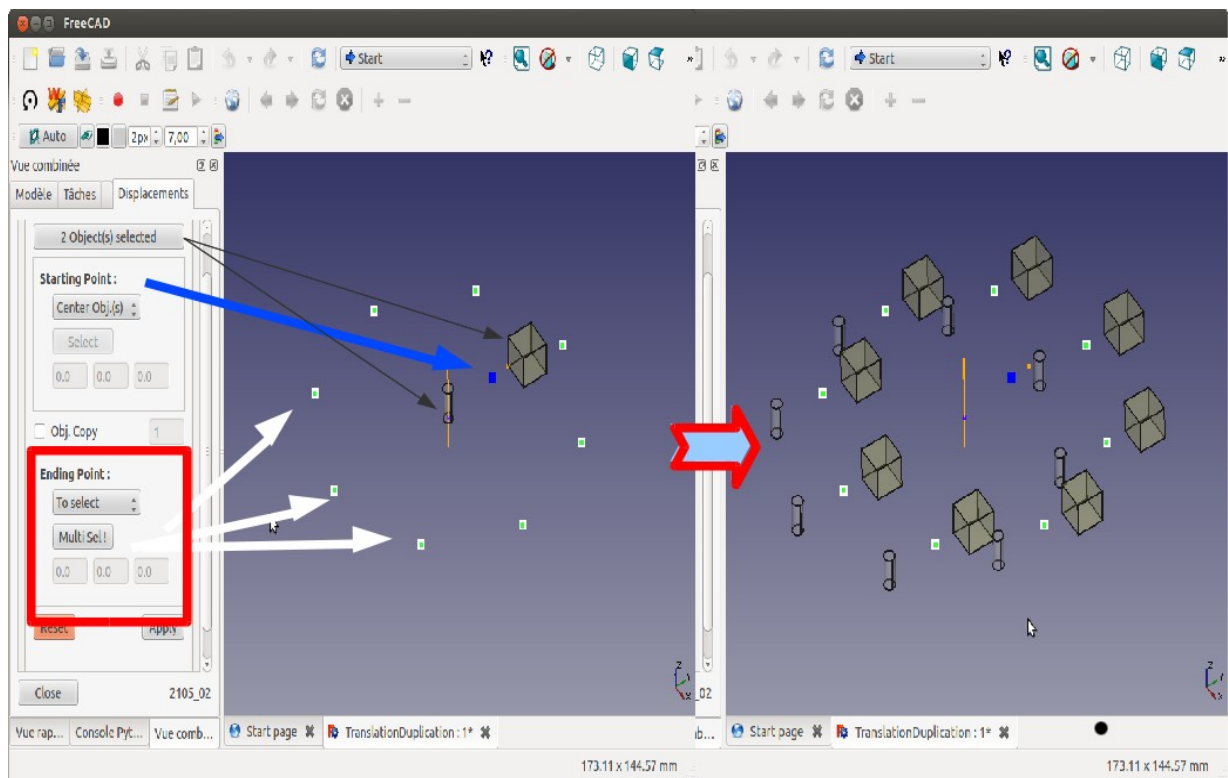 FreeCAD
Start
Start
Auto
2px
7,00
Vue combinée
Modèle
Tâches
Displacements
2 Object(s) selected
Starting Point :
Center Obj.(s)
Select
0.0
0.0
0.0
Obj. Copy
1
Ending Point :
To select
Multi Sel!
0.0
0.0
0.0
Reset
Apply
Close
2105_02
_02
z
y
x
z
x
Vue rap...
Console Pyt...
Vue comb...
Start page
TranslationDuplication : 1*
b...
Start page
TranslationDuplication : 1*
173.11 x 144.57 mm
173.11 x 144.57 mm